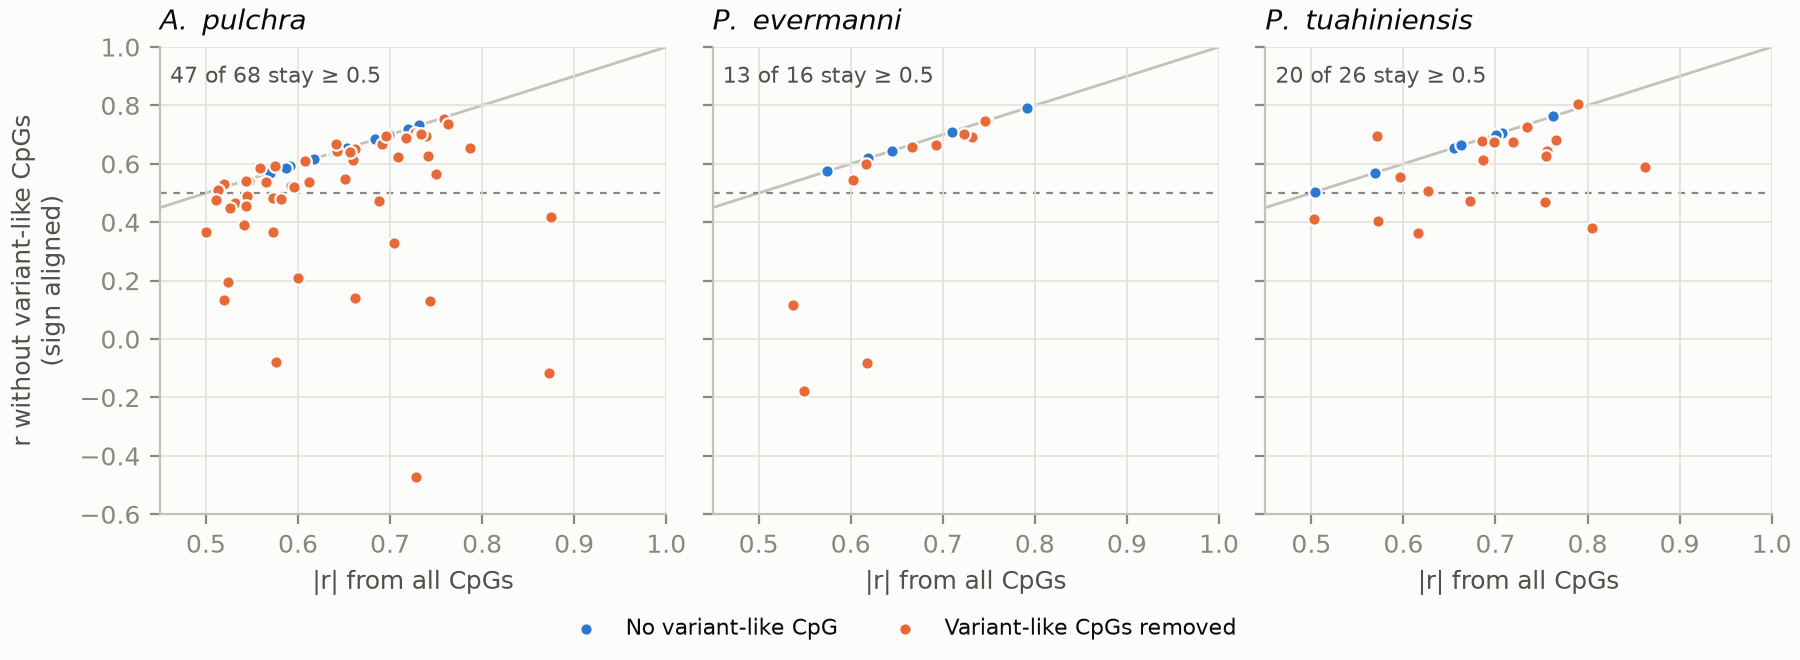 A. pulchra
P. evermanni
P. tuahiniensis
47 of 68 stay ≥ 0.5
13 of 16 stay ≥ 0.5
20 of 26 stay ≥ 0.5
r without variant-like CpGs
(sign aligned)
1.0
0.8
0.6
0.4
0.2
0.0
−0.2
−0.4
−0.6
0.5 0.6 0.7 0.8 0.9 1.0
0.5 0.6 0.7 0.8 0.9 1.0
0.5 0.6 0.7 0.8 0.9 1.0
|r| from all CpGs
|r| from all CpGs
|r| from all CpGs
No variant-like CpG
Variant-like CpGs removed